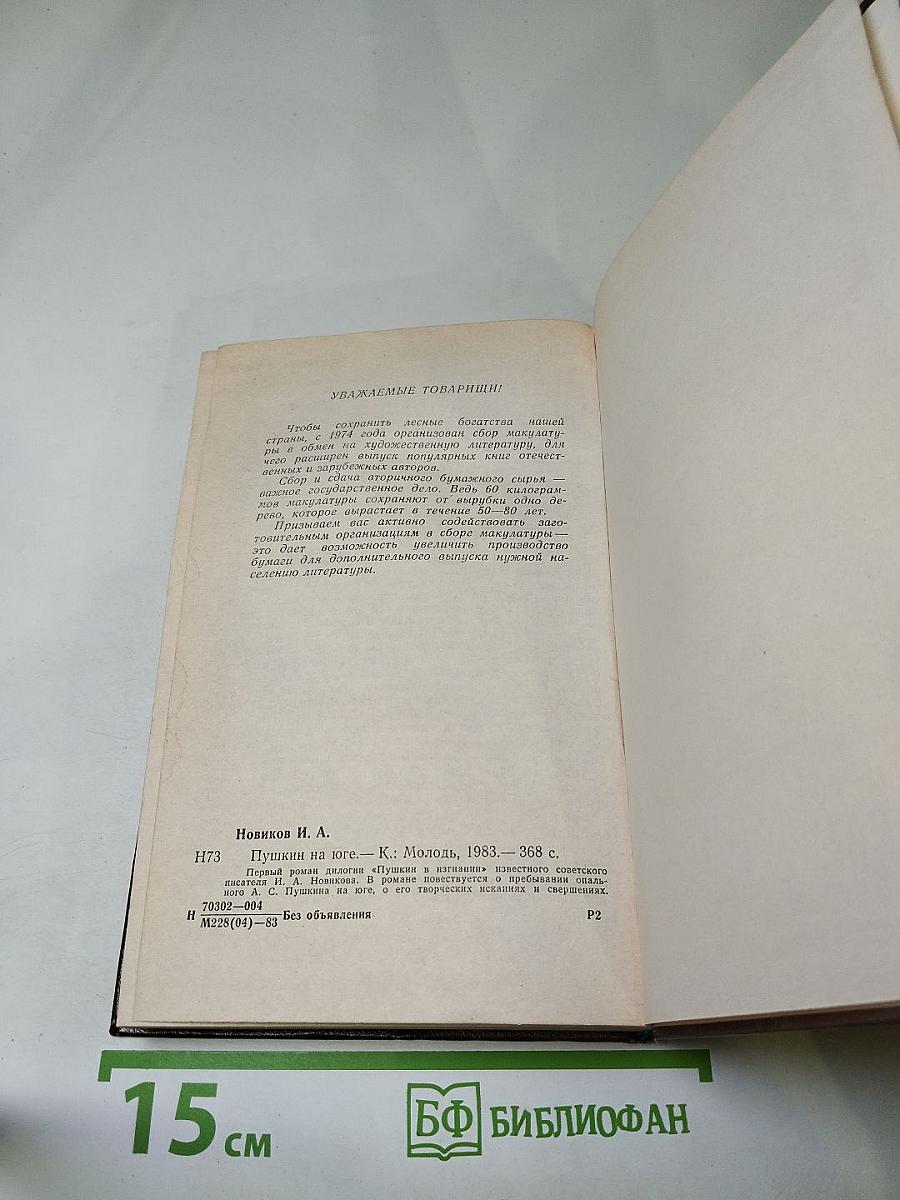 УВАЖАЕМЫЕ ТОВАРИЩИ!
Чтобы сохранить лесные богатства нашей
страны, с 1974 года организован сбор макулату-
ры в обмен на художественную литературу, для
чего расширен выпуск популярных книг отечест-
венных и зарубежных авторов.
Сбор и сдача вторичного бумажного сырья —
важное государственное дело. Ведь 60 килограм-
мов макулатуры сохраняют от вырубки одно де-
рево, которое вырастает в течение 50—80 лет.
Призываем вас активно содействовать заго-
товительным организациям в сборе макулатуры —
это дает возможность увеличить производство
бумаги для дополнительного выпуска нужной на-
селению литературы.
Новиков И. А.
Н73 Пушкин на юге.— К.: Молодь, 1983.— 368 с.
Первый роман дилогии «Пушкин в изгнании» известного советского
писателя И. А. Новикова. В романе повествуется о пребывании опаль-
ного А. С. Пушкина на юге, о его творческих исканиях и свершениях.
70302—004
Н Без объявления Р2
М228(04)—83
15 см БФ БИБЛИОФАН